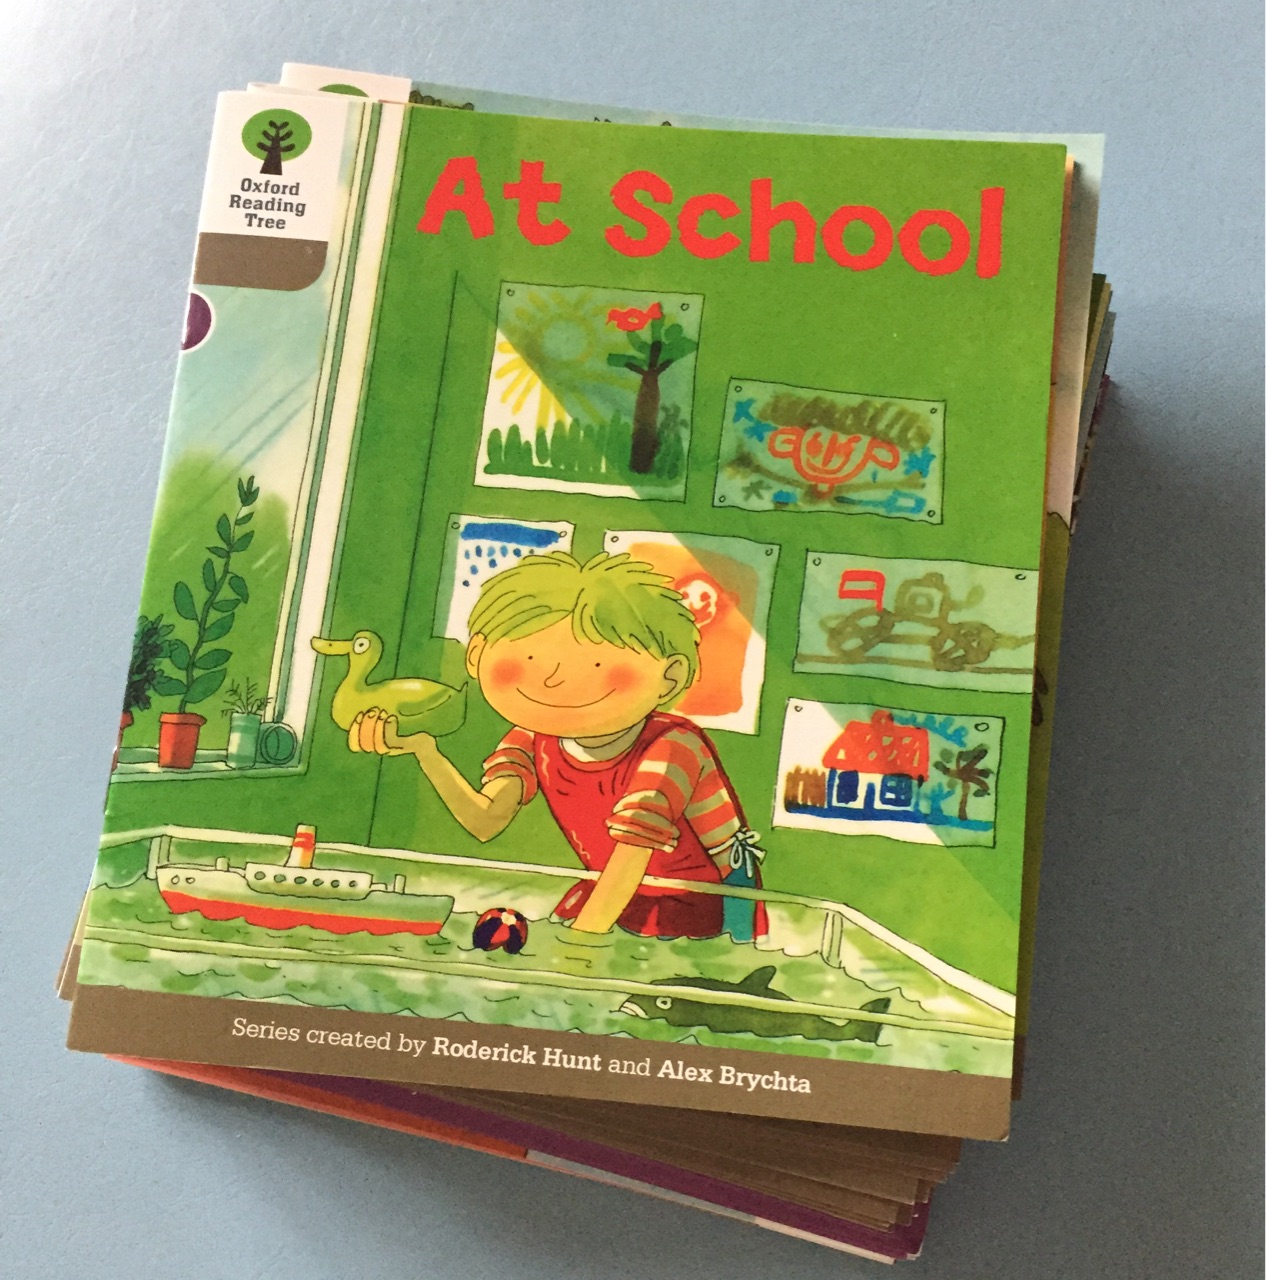 Oxford
Reading
Tree
At School
Series created by Roderick Hunt and Alex Brychta